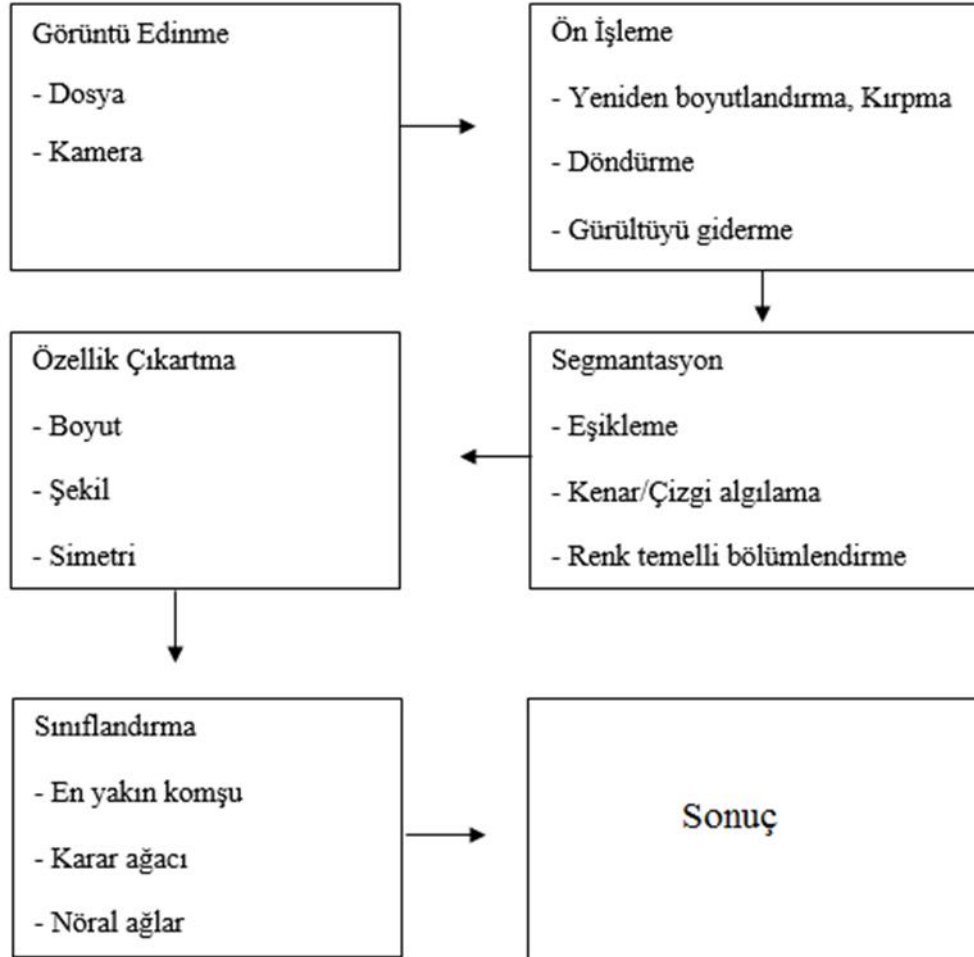 Görüntü Edinme
- Dosya
- Kamera
Ön İşleme
- Yeniden boyutlandırma, Kırpma
- Döndürme
- Gürültüyü giderme
Segmantasyon
- Eşikleme
- Kenar/Çizgi algılama
- Renk temelli bölümlendirme
Özellik Çıkartma
- Boyut
- Şekil
- Simetri
Sınıflandırma
- En yakın komşu
- Karar ağacı
- Nöral ağlar
Sonuç